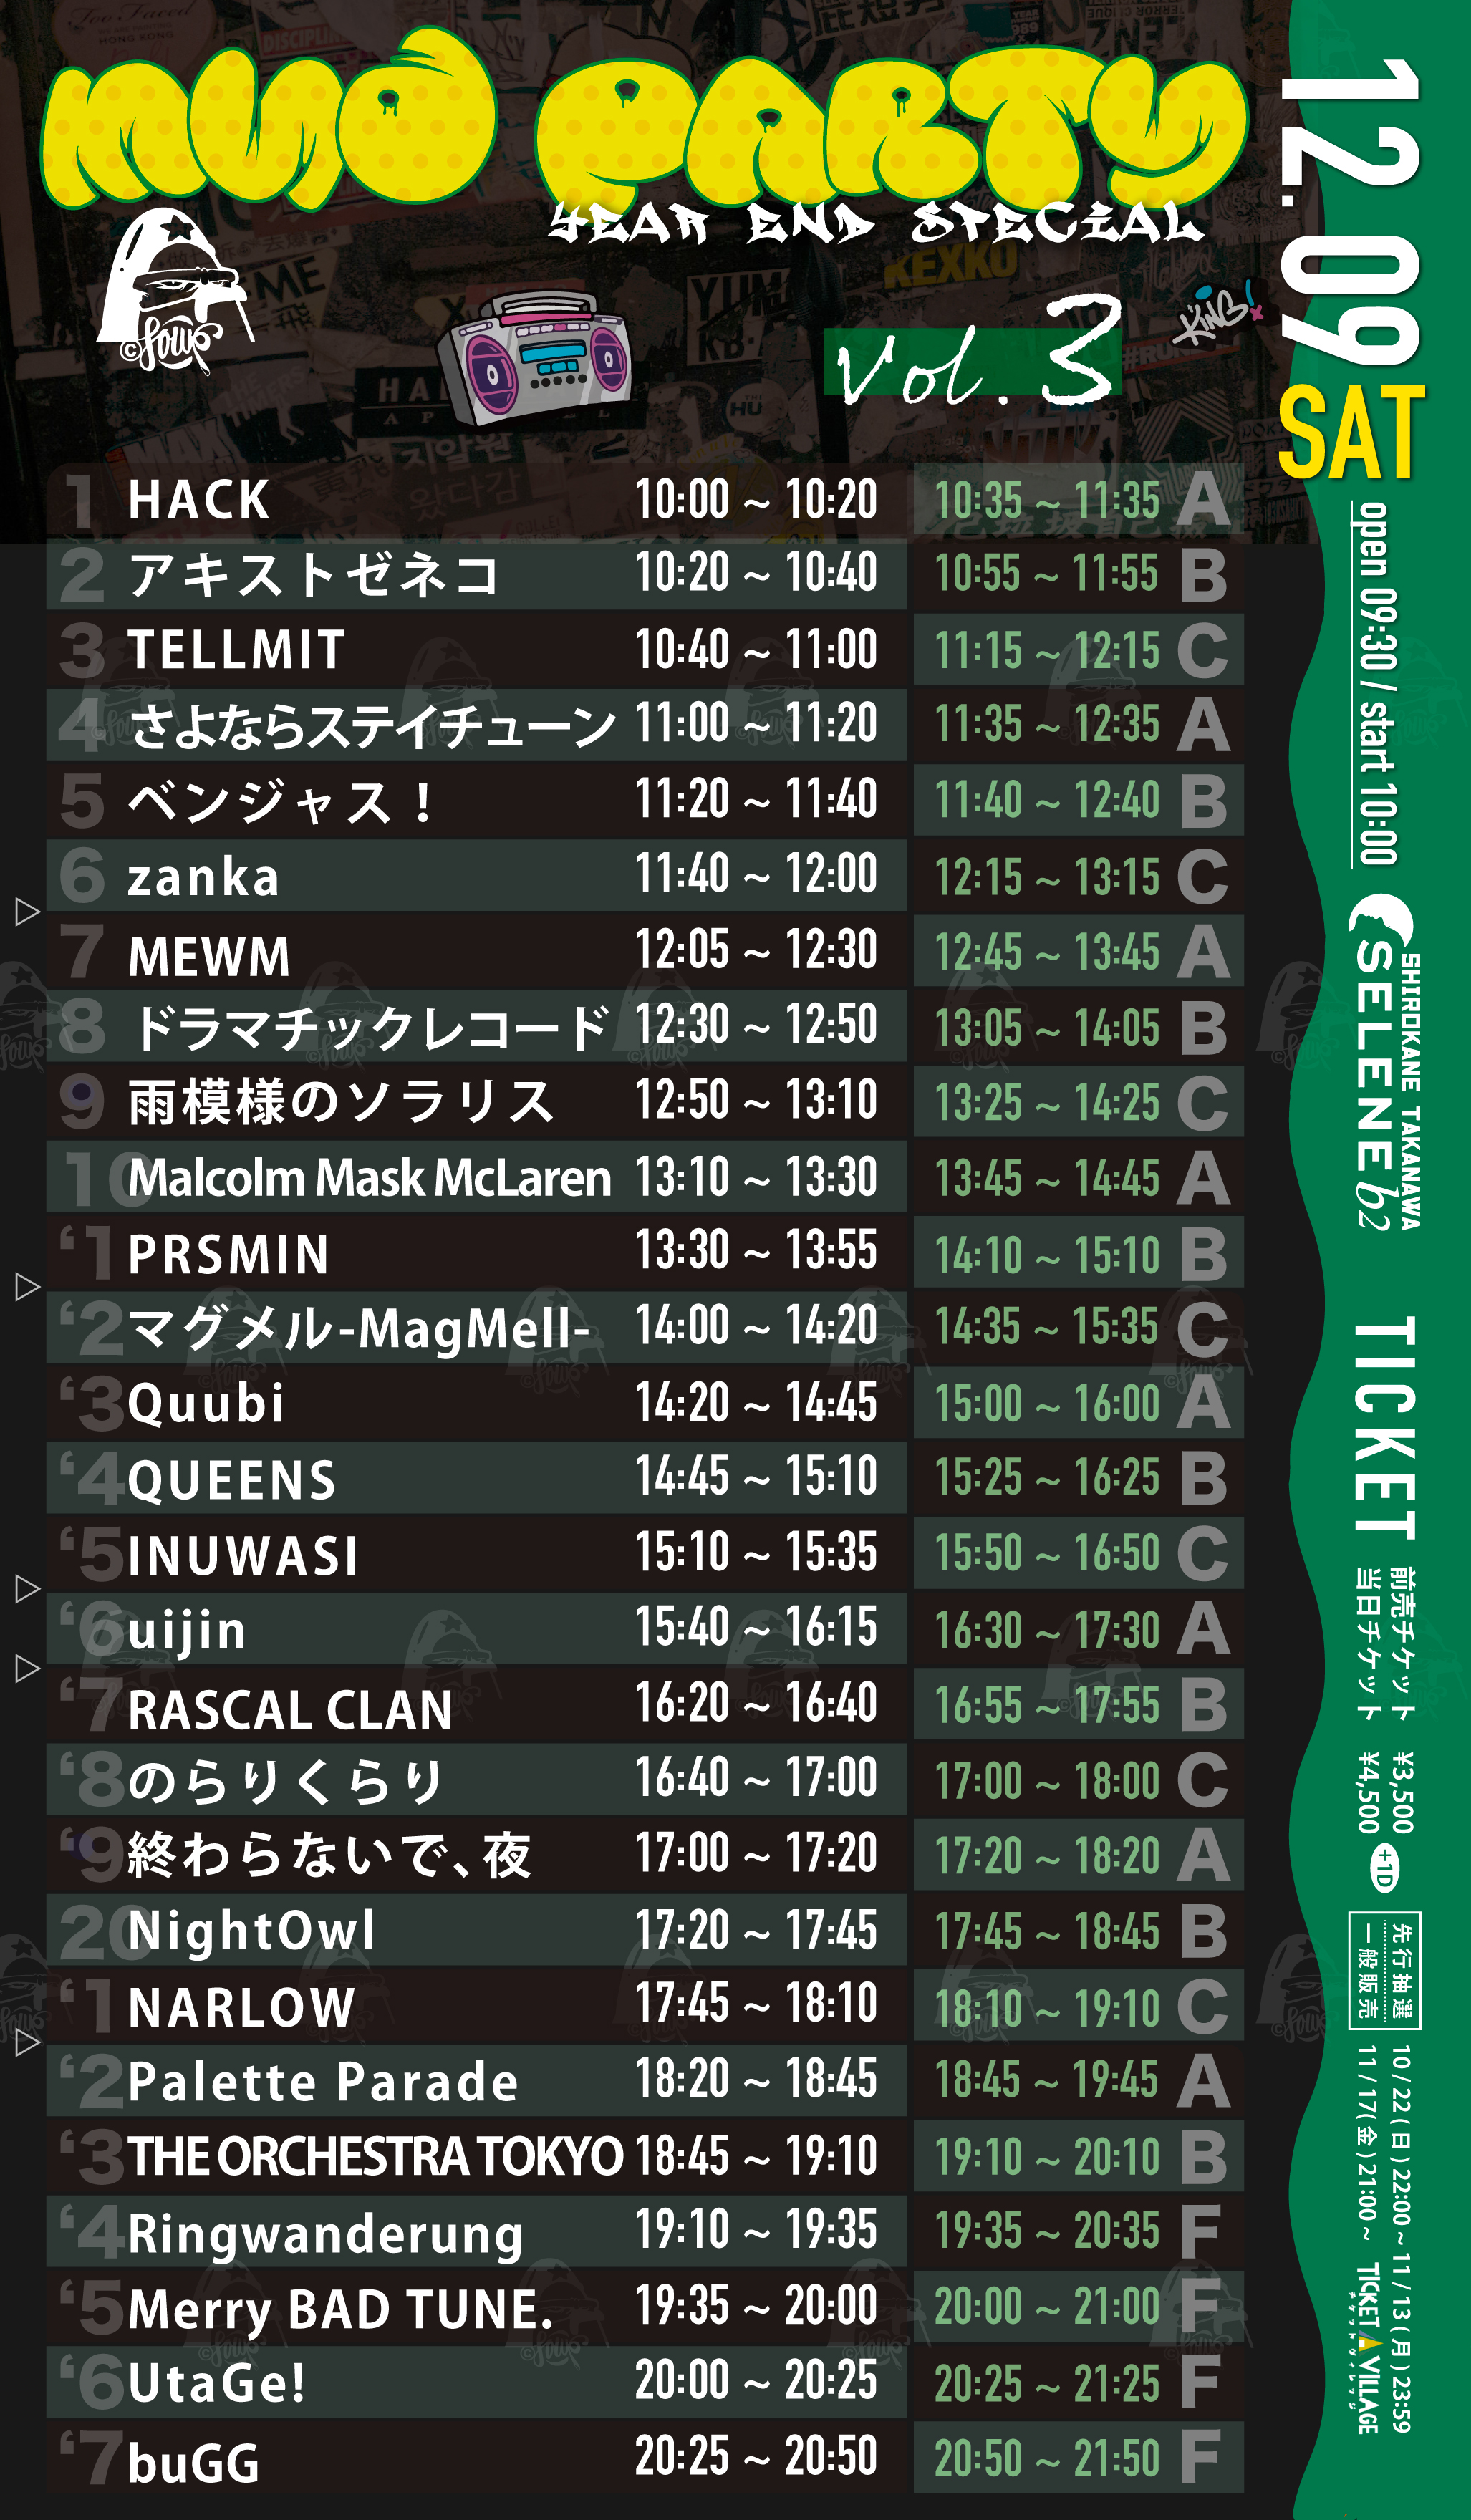 NUO PARTY
YEAR END SPECIAL
vol. 3
KING!
©Fowp
1 HACK 10:00 ~ 10:20 10:35 ~ 11:35 A
2 アキストゼネコ 10:20 ~ 10:40 10:55 ~ 11:55 B
3 TELLMIT 10:40 ~ 11:00 11:15 ~ 12:15 C
4 さよならステイチューン 11:00 ~ 11:20 11:35 ~ 12:35 A
5 ベンジャス！ 11:20 ~ 11:40 11:40 ~ 12:40 B
6 zanka 11:40 ~ 12:00 12:15 ~ 13:15 C
7 MEWM 12:05 ~ 12:30 12:45 ~ 13:45 A
8 ドラマチックレコード 12:30 ~ 12:50 13:05 ~ 14:05 B
9 雨模様のソラリス 12:50 ~ 13:10 13:25 ~ 14:25 C
10 Malcolm Mask McLaren 13:10 ~ 13:30 13:45 ~ 14:45 A
‘1 PRSMIN 13:30 ~ 13:55 14:10 ~ 15:10 B
‘2 マグメル-MagMell- 14:00 ~ 14:20 14:35 ~ 15:35 C
‘3 Quubi 14:20 ~ 14:45 15:00 ~ 16:00 A
‘4 QUEENS 14:45 ~ 15:10 15:25 ~ 16:25 B
‘5 INUWASI 15:10 ~ 15:35 15:50 ~ 16:50 C
‘6 uijin 15:40 ~ 16:15 16:30 ~ 17:30 A
‘7 RASCAL CLAN 16:20 ~ 16:40 16:55 ~ 17:55 B
‘8 のらりくらり 16:40 ~ 17:00 17:00 ~ 18:00 C
‘9 終わらないで、夜 17:00 ~ 17:20 17:20 ~ 18:20 A
20 NightOwl 17:20 ~ 17:45 17:45 ~ 18:45 B
‘1 NARLOW 17:45 ~ 18:10 18:10 ~ 19:10 C
‘2 Palette Parade 18:20 ~ 18:45 18:45 ~ 19:45 A
‘3 THE ORCHESTRA TOKYO 18:45 ~ 19:10 19:10 ~ 20:10 B
‘4 Ringwanderung 19:10 ~ 19:35 19:35 ~ 20:35 F
‘5 Merry BAD TUNE. 19:35 ~ 20:00 20:00 ~ 21:00 F
‘6 UtaGe! 20:00 ~ 20:25 20:25 ~ 21:25 F
‘7 buGG 20:25 ~ 20:50 20:50 ~ 21:50 F
12.09
SAT
open 09:30 / start 10:00
SHIROKANE TAKANAWA
SELENE b2
TICKET
前売チケット ¥3,500
当日チケット ¥4,500
+1D
先行抽選 10/22(日)22:00~11/13(月)23:59
一般販売 11/17(金)21:00~
TICKET VILLAGE
チケットヴィレッジ